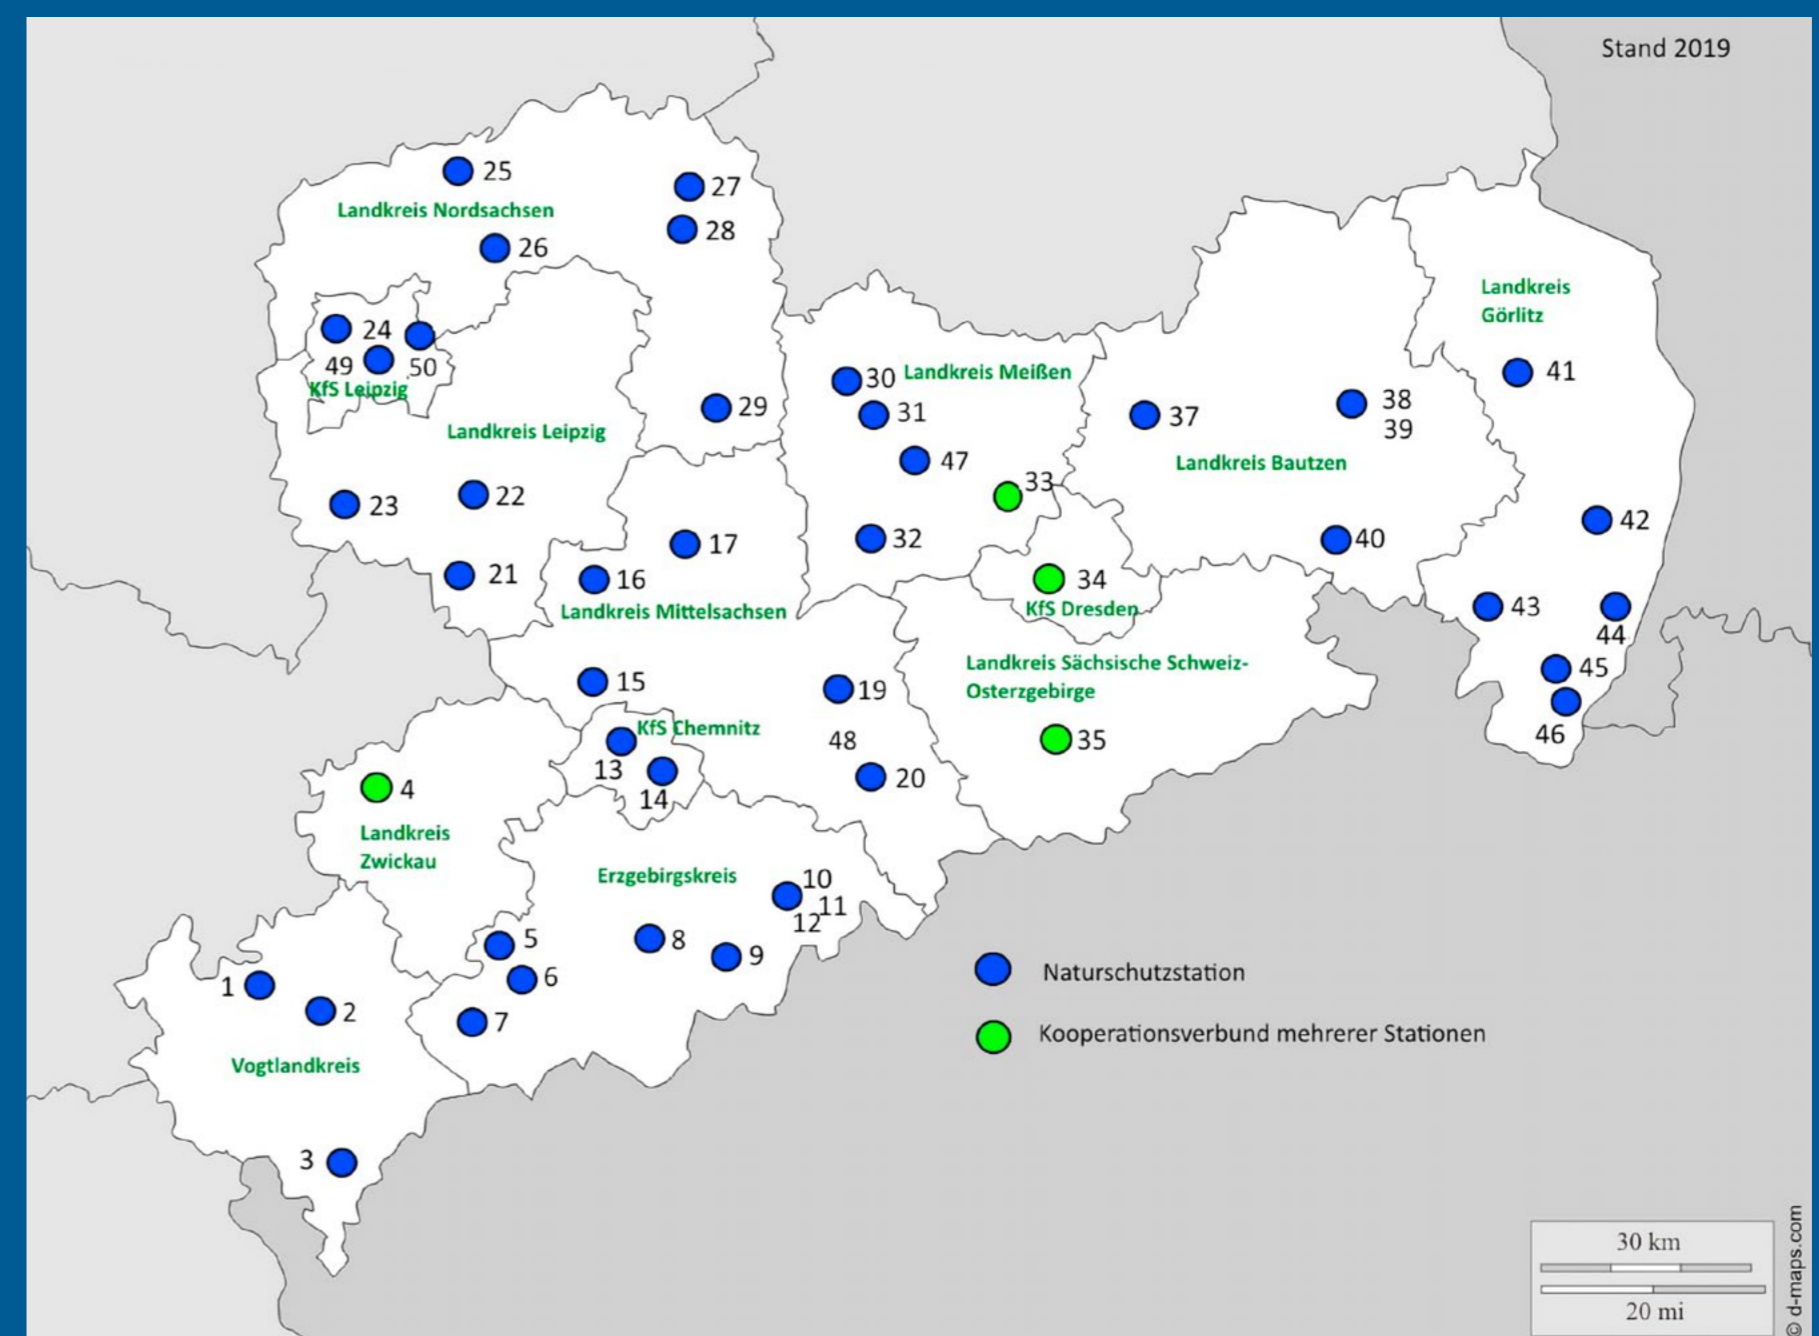 Stand 2019
25
27
Landkreis Nordsachsen
28
26
Landkreis
Görlitz
24
49
50
KfS Leipzig
30
Landkreis Meißen
41
31
29
37
38
39
Landkreis Leipzig
47
Landkreis Bautzen
33
23
22
42
17
32
40
21
16
34
Landkreis Mittelsachsen
KfS Dresden
43
44
Landkreis Sächsische Schweiz-
Osterzgebirge
45
15
19
46
KfS Chemnitz
48
35
13
14
20
4
Landkreis
Zwickau
Erzgebirgskreis
10
11
12
5
8
9
6
1
2
7
Naturschutzstation
Kooperationsverbund mehrerer Stationen
Vogtlandkreis
3
30 km
20 mi
© d-maps.com